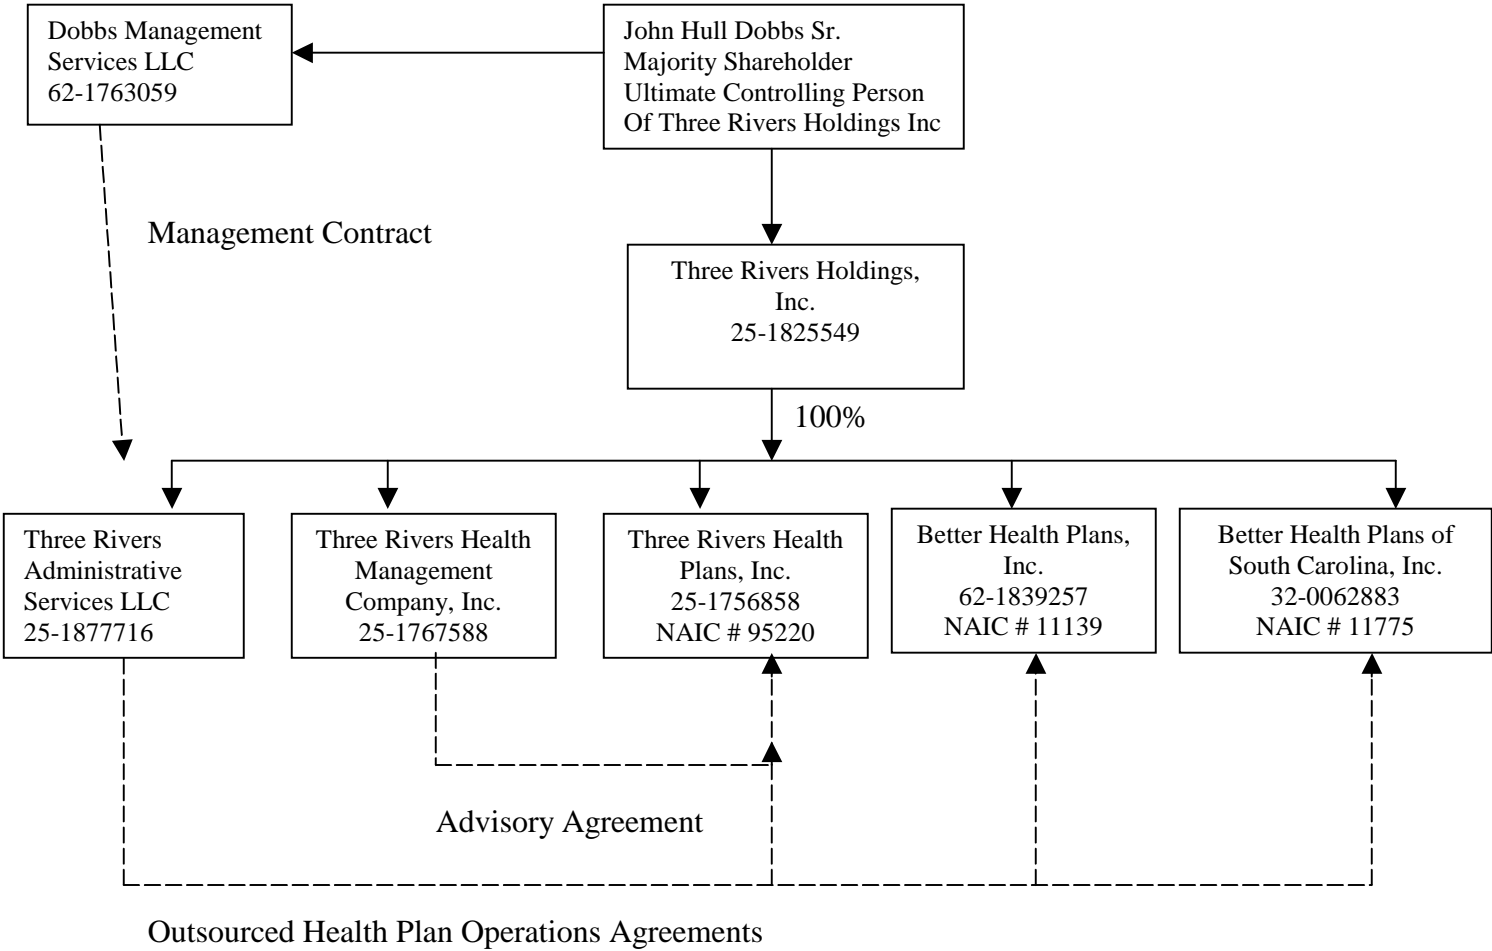 Dobbs Management
Services LLC
62-1763059
John Hull Dobbs Sr.
Majority Shareholder
Ultimate Controlling Person
Of Three Rivers Holdings Inc
Management Contract
Three Rivers Holdings,
Inc.
25-1825549
100%
Three Rivers
Administrative
Services LLC
25-1877716
Three Rivers Health
Management
Company, Inc.
25-1767588
Three Rivers Health
Plans, Inc.
25-1756858
NAIC # 95220
Better Health Plans,
Inc.
62-1839257
NAIC # 11139
Better Health Plans of
South Carolina, Inc.
32-0062883
NAIC # 11775
Advisory Agreement
Outsourced Health Plan Operations Agreements